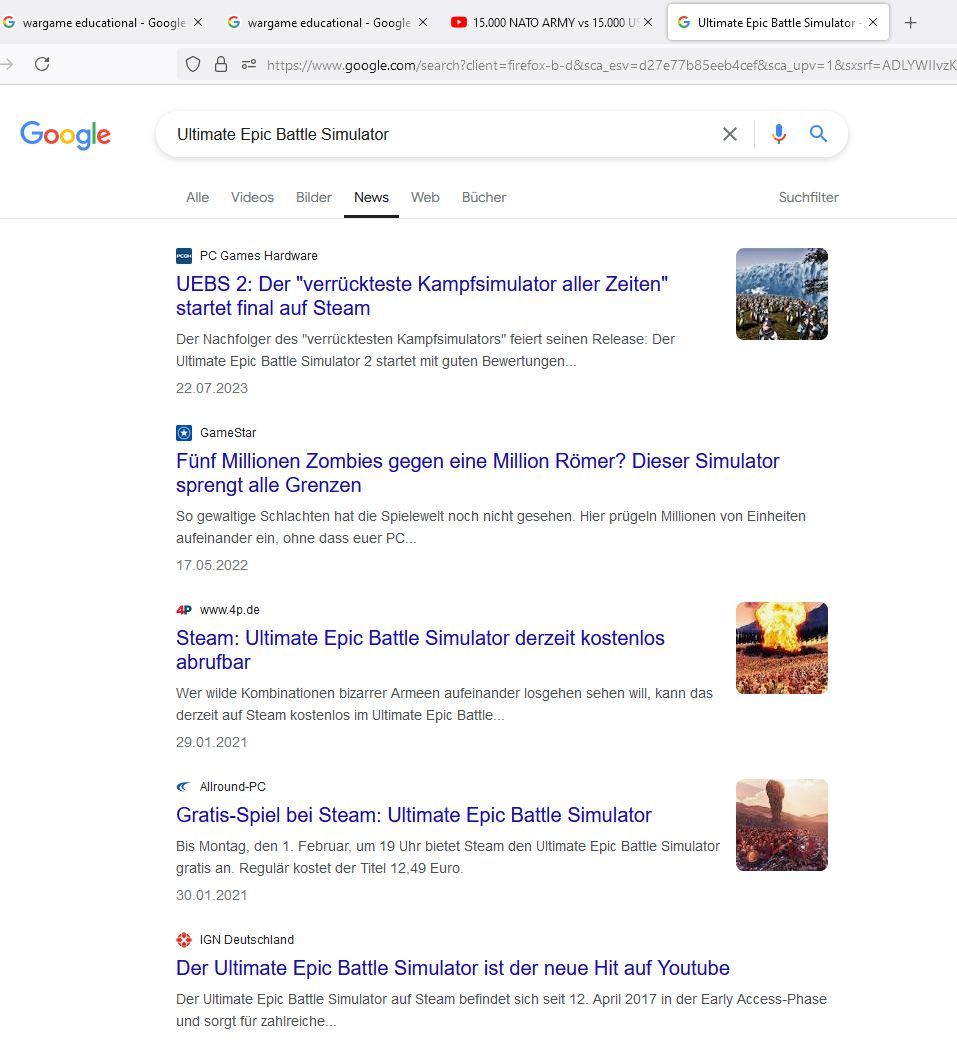 wargame educational - Google
wargame educational - Google
15.000 NATO ARMY vs 15.000 US
Ultimate Epic Battle Simulator -
https://www.google.com/search?client=firefox-b-d&sca_esv=d27e77b85eeb4cef&sca_upv=1&sxsrf=ADLYWIIvzK
Google
Ultimate Epic Battle Simulator
Alle Videos Bilder News Web Bücher Suchfilter
PCGH PC Games Hardware
UEBS 2: Der "verrückteste Kampfsimulator aller Zeiten"
startet final auf Steam
Der Nachfolger des "verrücktesten Kampfsimulators" feiert seinen Release: Der
Ultimate Epic Battle Simulator 2 startet mit guten Bewertungen...
22.07.2023
GameStar
Fünf Millionen Zombies gegen eine Million Römer? Dieser Simulator
sprengt alle Grenzen
So gewaltige Schlachten hat die Spielewelt noch nicht gesehen. Hier prügeln Millionen von Einheiten
aufeinander ein, ohne dass euer PC...
17.05.2022
4P www.4p.de
Steam: Ultimate Epic Battle Simulator derzeit kostenlos
abrufbar
Wer wilde Kombinationen bizarrer Armeen aufeinander losgehen sehen will, kann das
derzeit auf Steam kostenlos im Ultimate Epic Battle...
29.01.2021
Allround-PC
Gratis-Spiel bei Steam: Ultimate Epic Battle Simulator
Bis Montag, den 1. Februar, um 19 Uhr bietet Steam den Ultimate Epic Battle Simulator
gratis an. Regulär kostet der Titel 12,49 Euro.
30.01.2021
IGN Deutschland
Der Ultimate Epic Battle Simulator ist der neue Hit auf Youtube
Der Ultimate Epic Battle Simulator auf Steam befindet sich seit 12. April 2017 in der Early Access-Phase
und sorgt für zahlreiche...